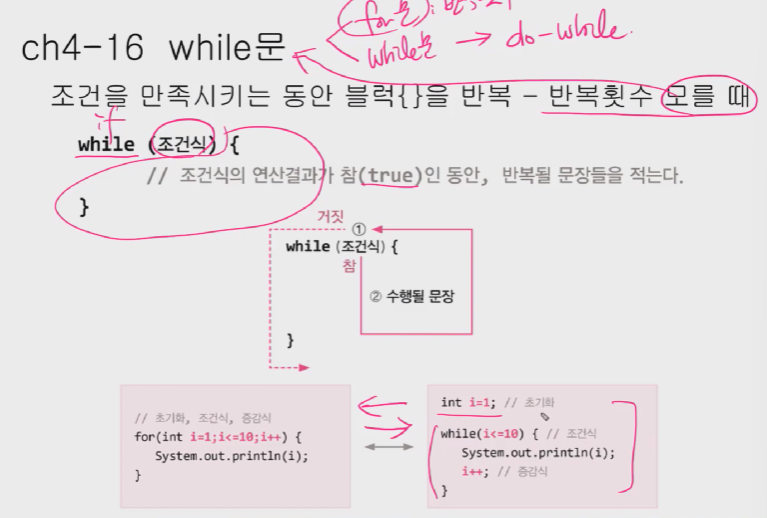 for문
ch4-16 while문
while문 → do-while.
조건을 만족시키는 동안 블럭{}을 반복 – 반복횟수 모를 때
if
while (조건식) {
// 조건식의 연산결과가 참(true)인 동안, 반복될 문장들을 적는다.
}
거짓
①
while (조건식) {
참
② 수행될 문장
}
// 초기화, 조건식, 증감식
for(int i=1;i<=10;i++) {
System.out.println(i);
}
int i=1; // 초기화
while(i<=10) { // 조건식
System.out.println(i);
i++; // 증감식
}